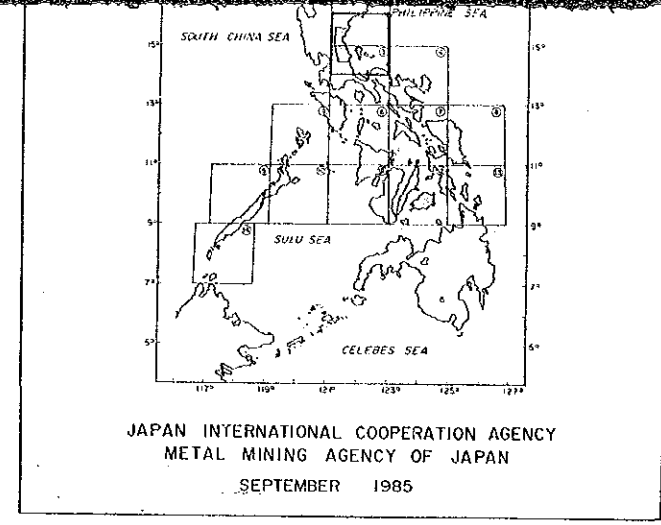 PHILIPPINE SEA
SOUTH CHINA SEA
15° 15°
13° 13°
11° 11°
9° 9°
SULU SEA
7° 7°
5° 5°
CELEBES SEA
117° 119° 121° 123° 125° 127°
JAPAN INTERNATIONAL COOPERATION AGENCY
METAL MINING AGENCY OF JAPAN
SEPTEMBER 1985